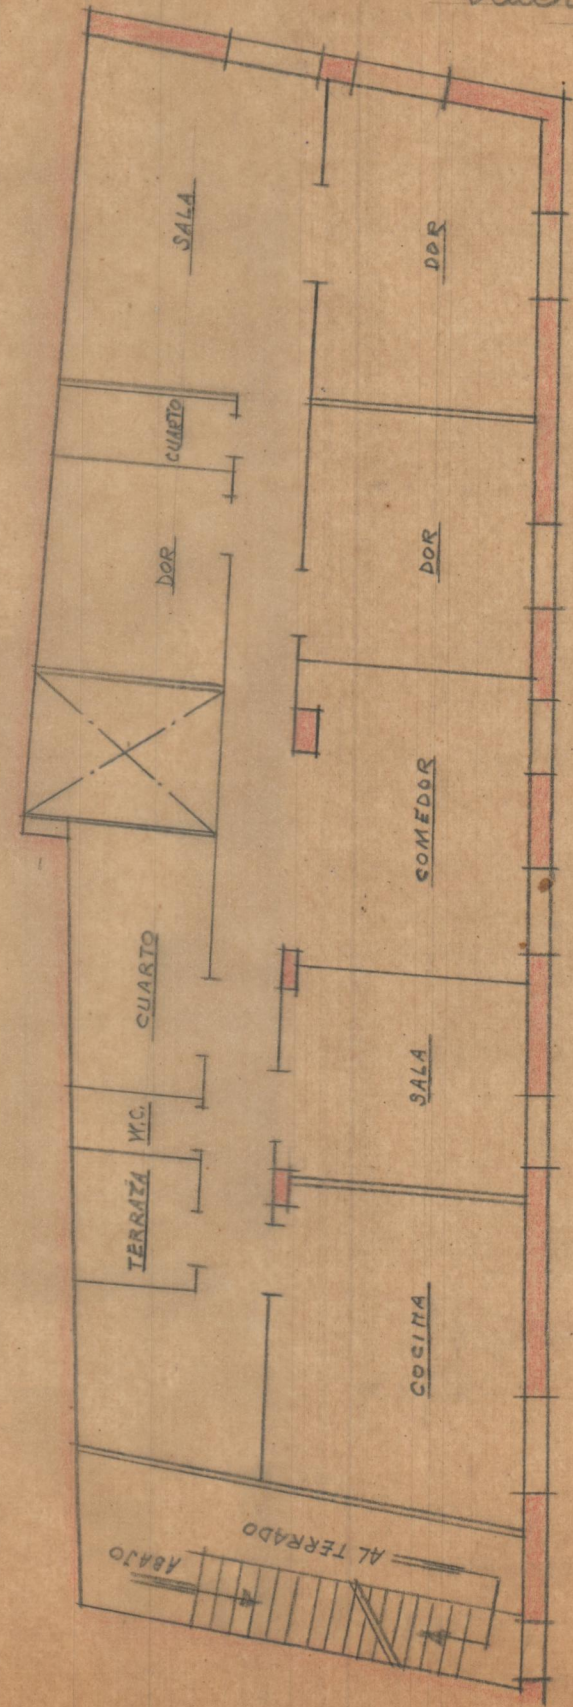 SALA
DOR
CUARTO
DOR
DOR
COMEDOR
CUARTO
SALA
W.C.
TERRAZA
COCINA
AL TERRADO
ABAJO